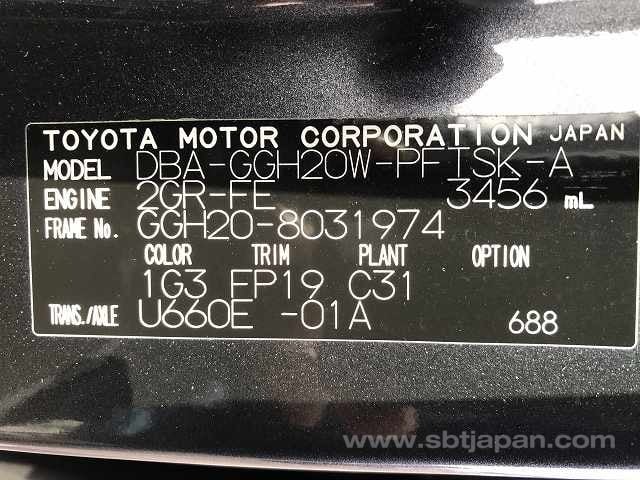 TOYOTA MOTOR CORPORATION JAPAN
MODEL DBA-GGH20W-PFTSK-A
ENGINE 2GR-FE 3456 mL
FRAME No. GGH20-8031974
COLOR TRIM PLANT OPTION
1G3 FP19 C31
TRANS./AXLE U660E -01A 688
www.sbtjapan.com